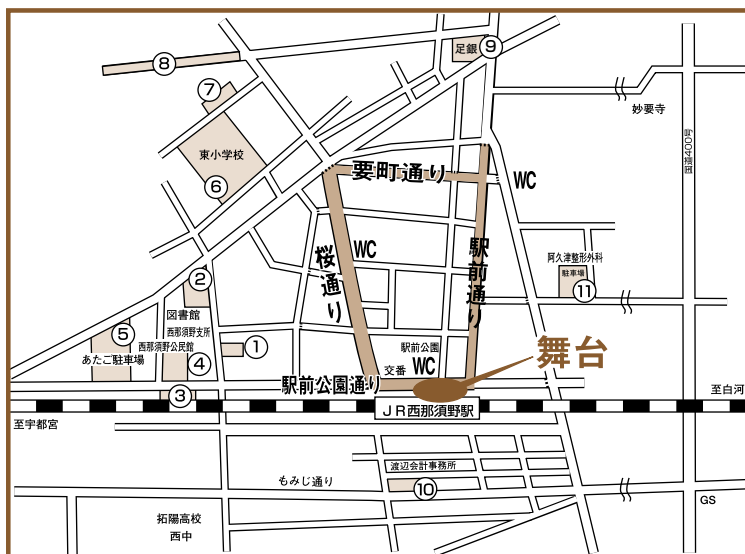 足銀
⑨
⑧
⑦
妙要寺
国道400号
東小学校
⑥
要町通り
WC
桜通り
WC
駅前通り
阿久津整形外科
駐車場
⑪
②
図書館
西那須野支所
西那須野公民館
⑤
あたご駐車場
④
①
駅前公園
WC
交番
舞台
③
駅前公園通り
至白河
JR西那須野駅
至宇都宮
渡辺会計事務所
もみじ通り
⑩
GS
拓陽高校
西中